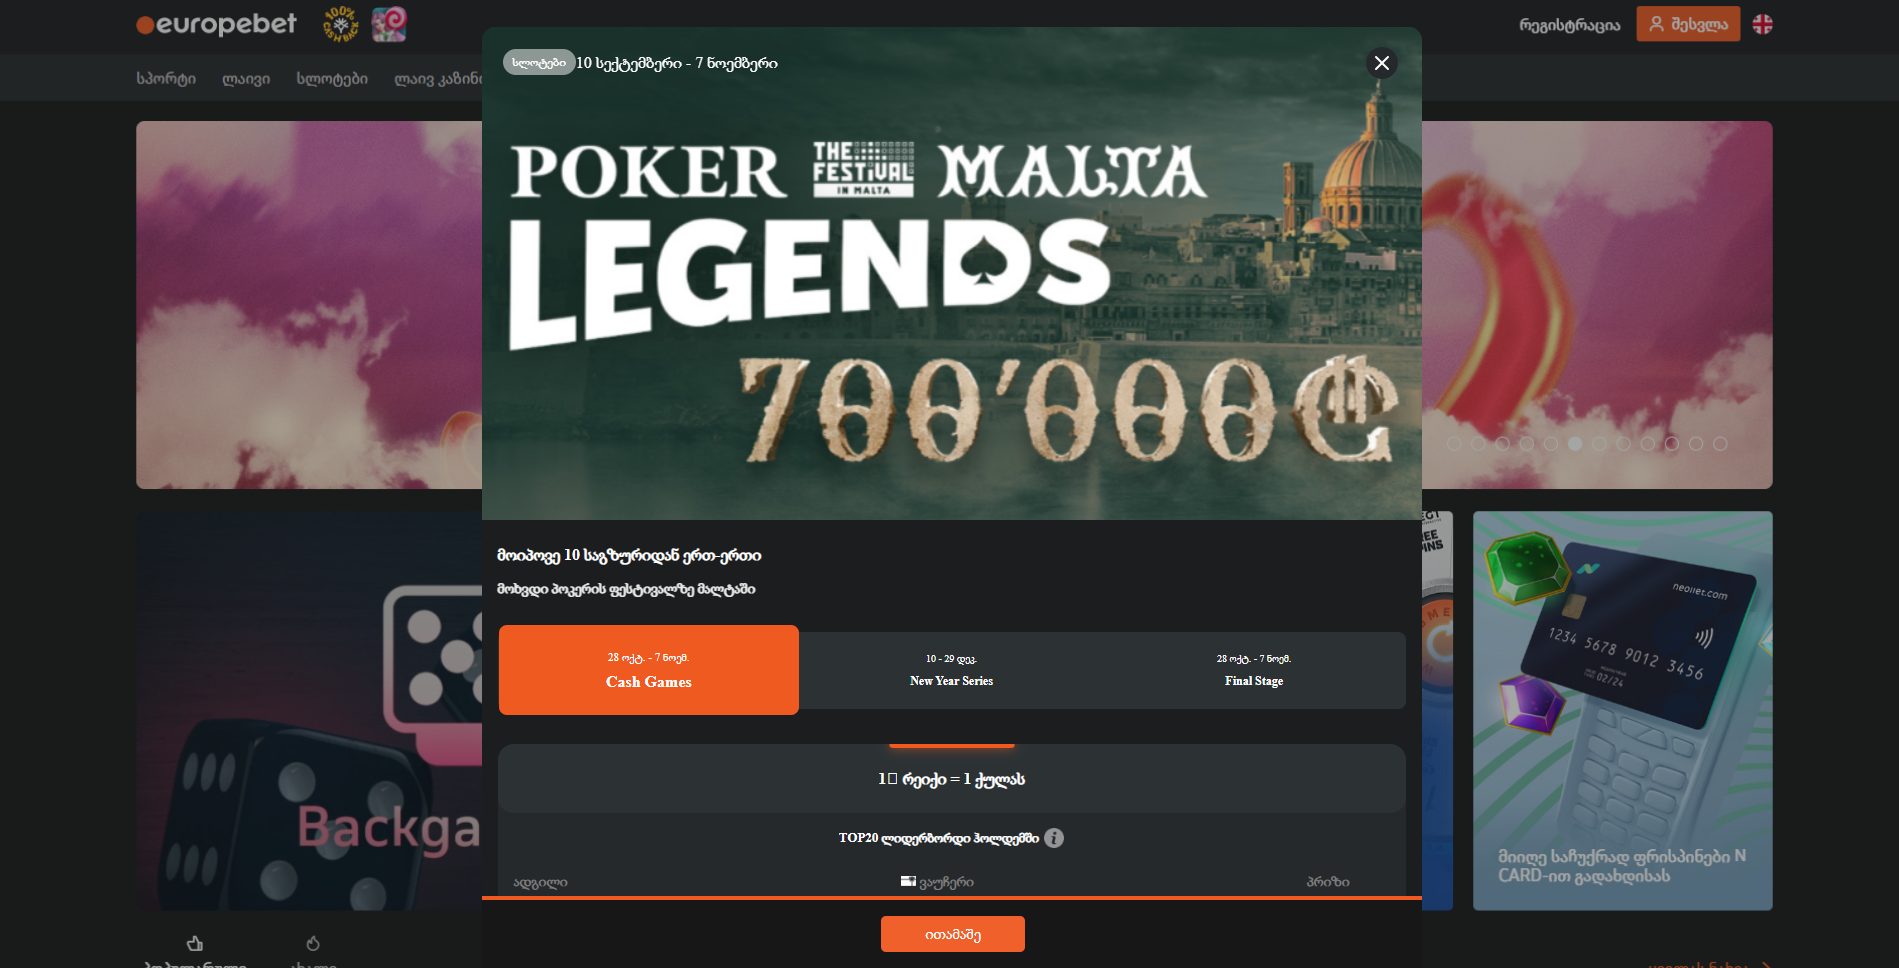 europebet
100%
CASHBACK
რეგისტრაცია
შესვლა
სპორტი
ლაივი
სლოტები
ლაივ კაზინო
სლოტები
10 სექტემბერი - 7 ნოემბერი
POKER THE FESTIVAL IN MALTA MALTA
LEGENDS
700'000₾
მოიპოვე 10 საგზურიდან ერთ-ერთი
მოხვდი პოკერის ფესტივალზე მალტაში
28 ოქტ. - 7 ნოემ.
Cash Games
10 - 29 დეკ.
New Year Series
28 ოქტ. - 7 ნოემ.
Final Stage
1 რეიქი = 1 ქულას
TOP20 ლიდერბორდი ჰოლდემში
ადგილი
ვაუჩერი
პრიზი
ითამაშე
Backga
1234 5678 9012 3456
02/24
მიიღე საჩუქრად ფრისპინები N
CARD-ით გადახდისას